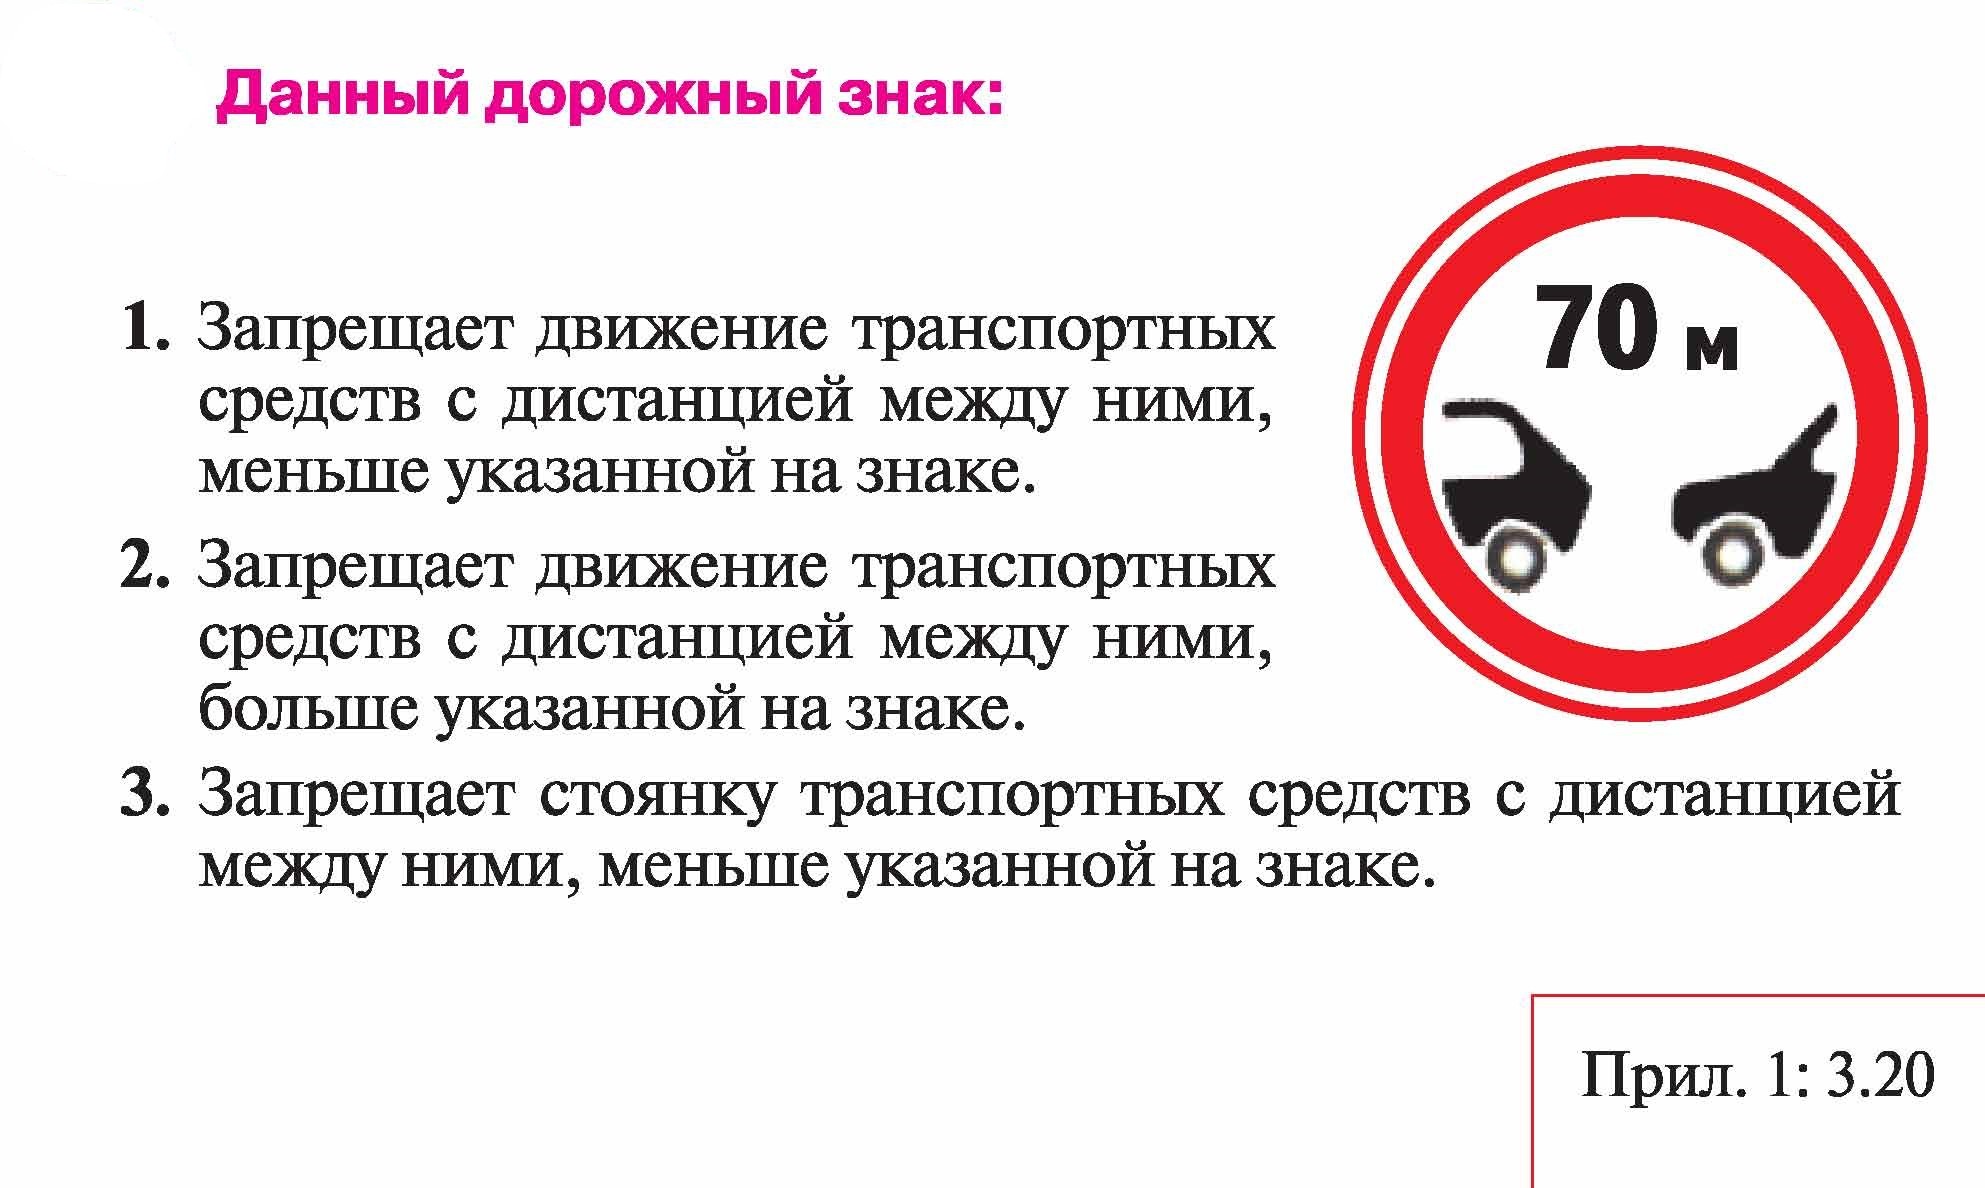 Данный дорожный знак:
70 м
1. Запрещает движение транспортных
средств с дистанцией между ними,
меньше указанной на знаке.
2. Запрещает движение транспортных
средств с дистанцией между ними,
больше указанной на знаке.
3. Запрещает стоянку транспортных средств с дистанцией
между ними, меньше указанной на знаке.
Прил. 1: 3.20